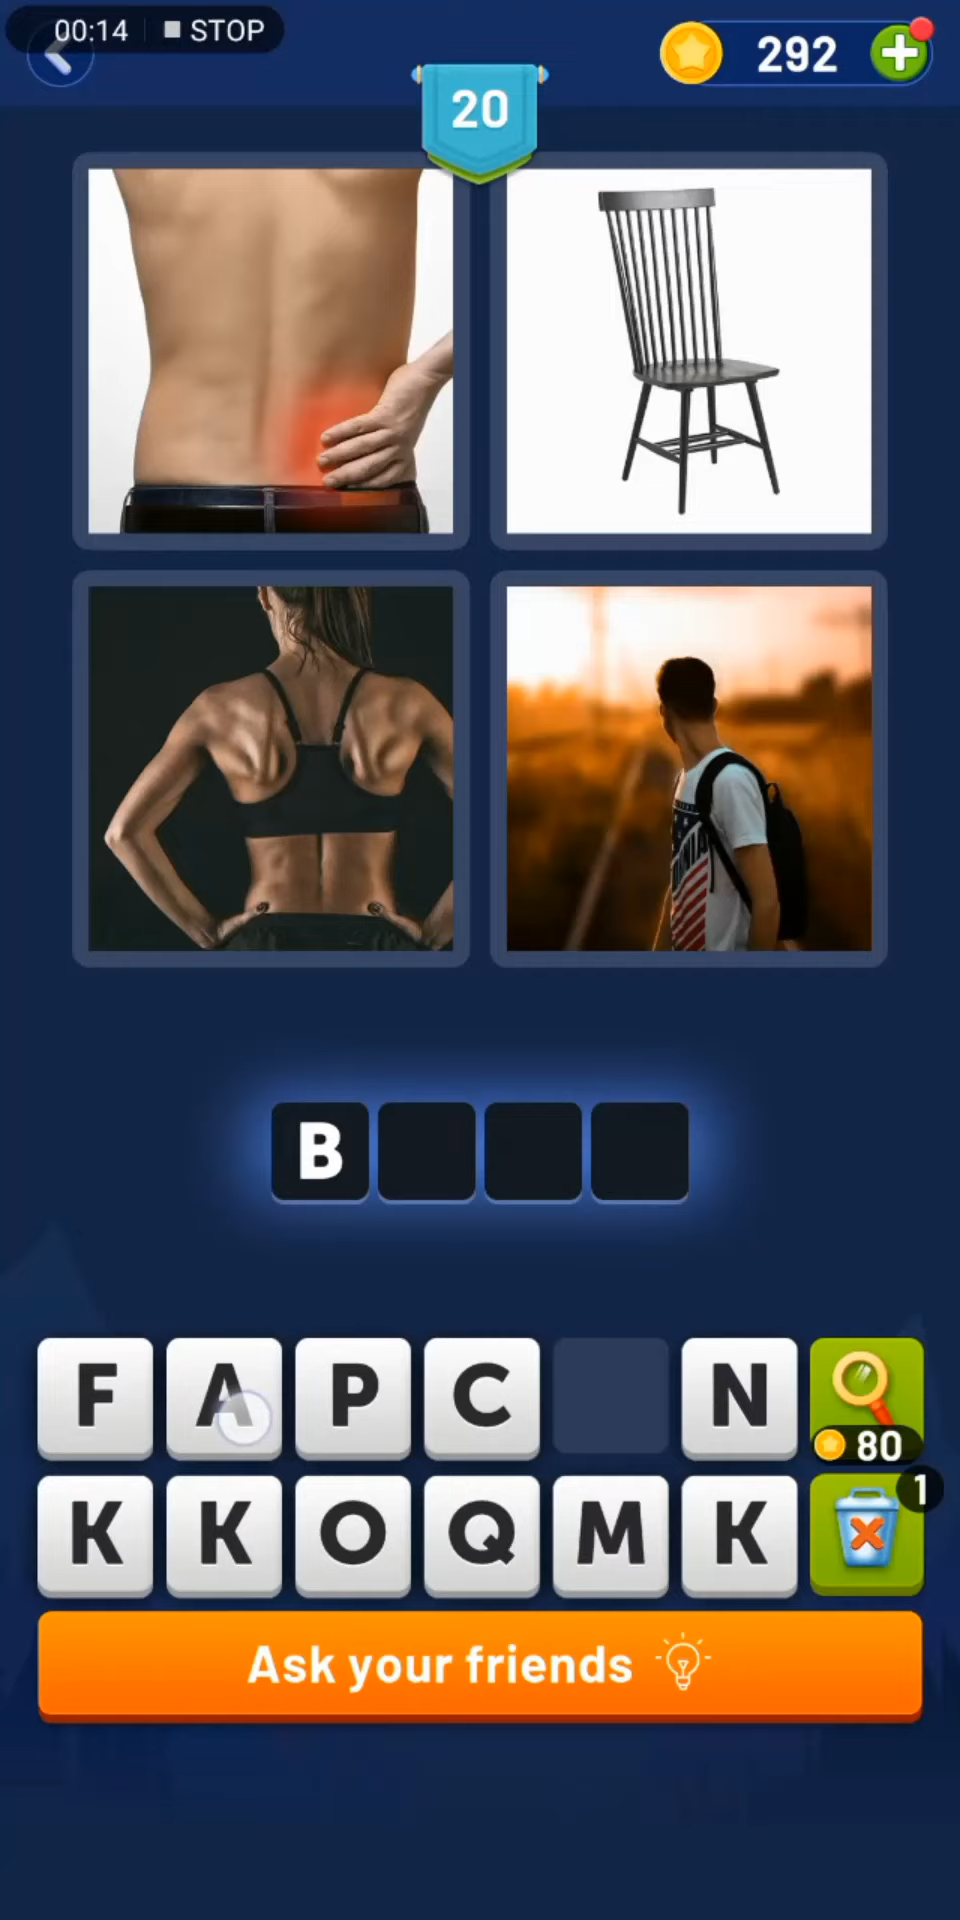 00:14 STOP
292
20
B
F A P C N
80
K K O Q M K
1
Ask your friends